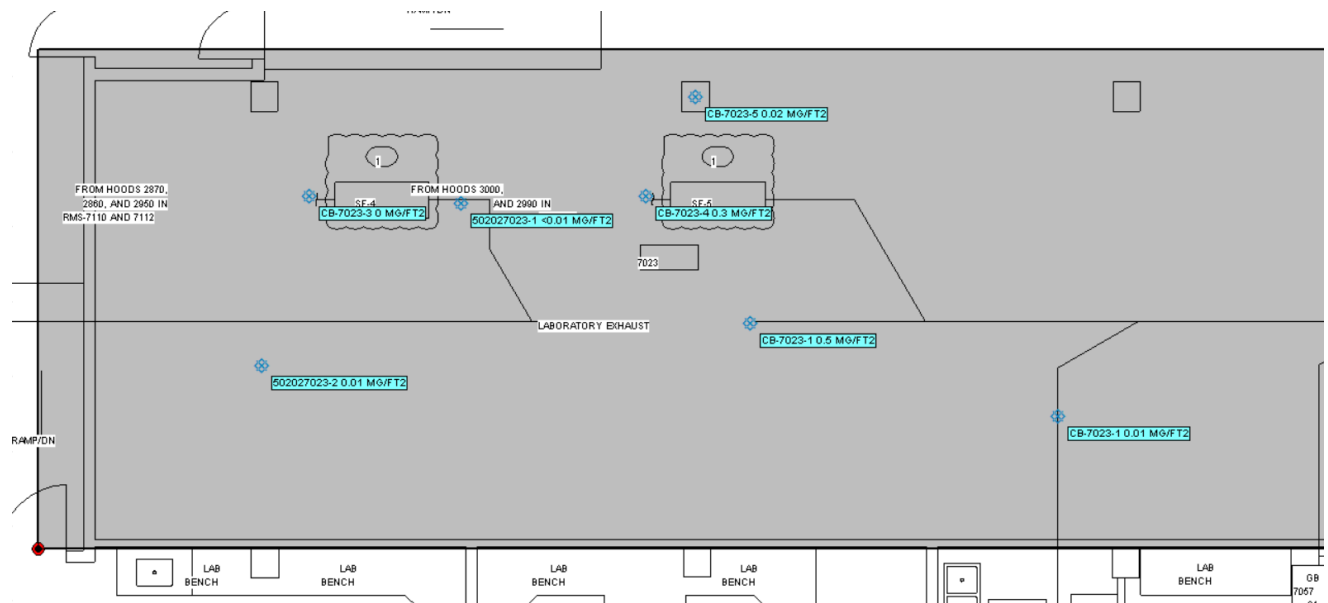 RAMP/DN
CB-7023-5 0.02 MG/FT2
1
1
FROM HOODS 2870,
2860, AND 2950 IN
RMS-7110 AND 7112
FROM HOODS 3000,
AND 2990 IN
SF-4
SF-5
CB-7023-3 0 MG/FT2
502027023-1 <0.01 MG/FT2
CB-7023-4 0.3 MG/FT2
7023
LABORATORY EXHAUST
CB-7023-1 0.5 MG/FT2
502027023-2 0.01 MG/FT2
RAMP/DN
CB-7023-1 0.01 MG/FT2
LAB
BENCH
LAB
BENCH
LAB
BENCH
LAB
BENCH
LAB
BENCH
GB
7057